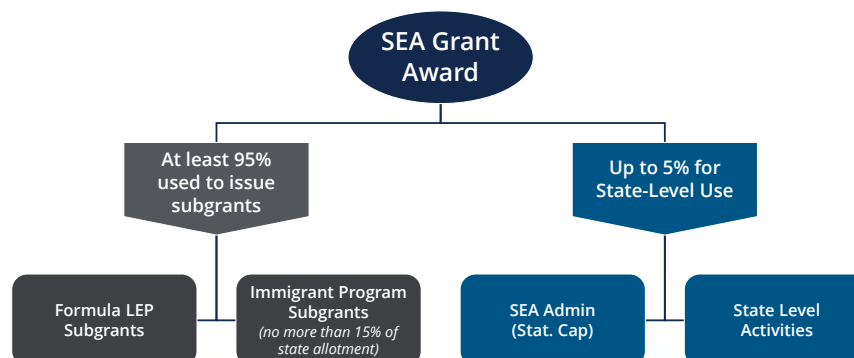 SEA Grant
Award
At least 95%
used to issue
subgrants
Up to 5% for
State-Level Use
Formula LEP
Subgrants
Immigrant Program
Subgrants
(no more than 15% of
state allotment)
SEA Admin
(Stat. Cap)
State Level
Activities